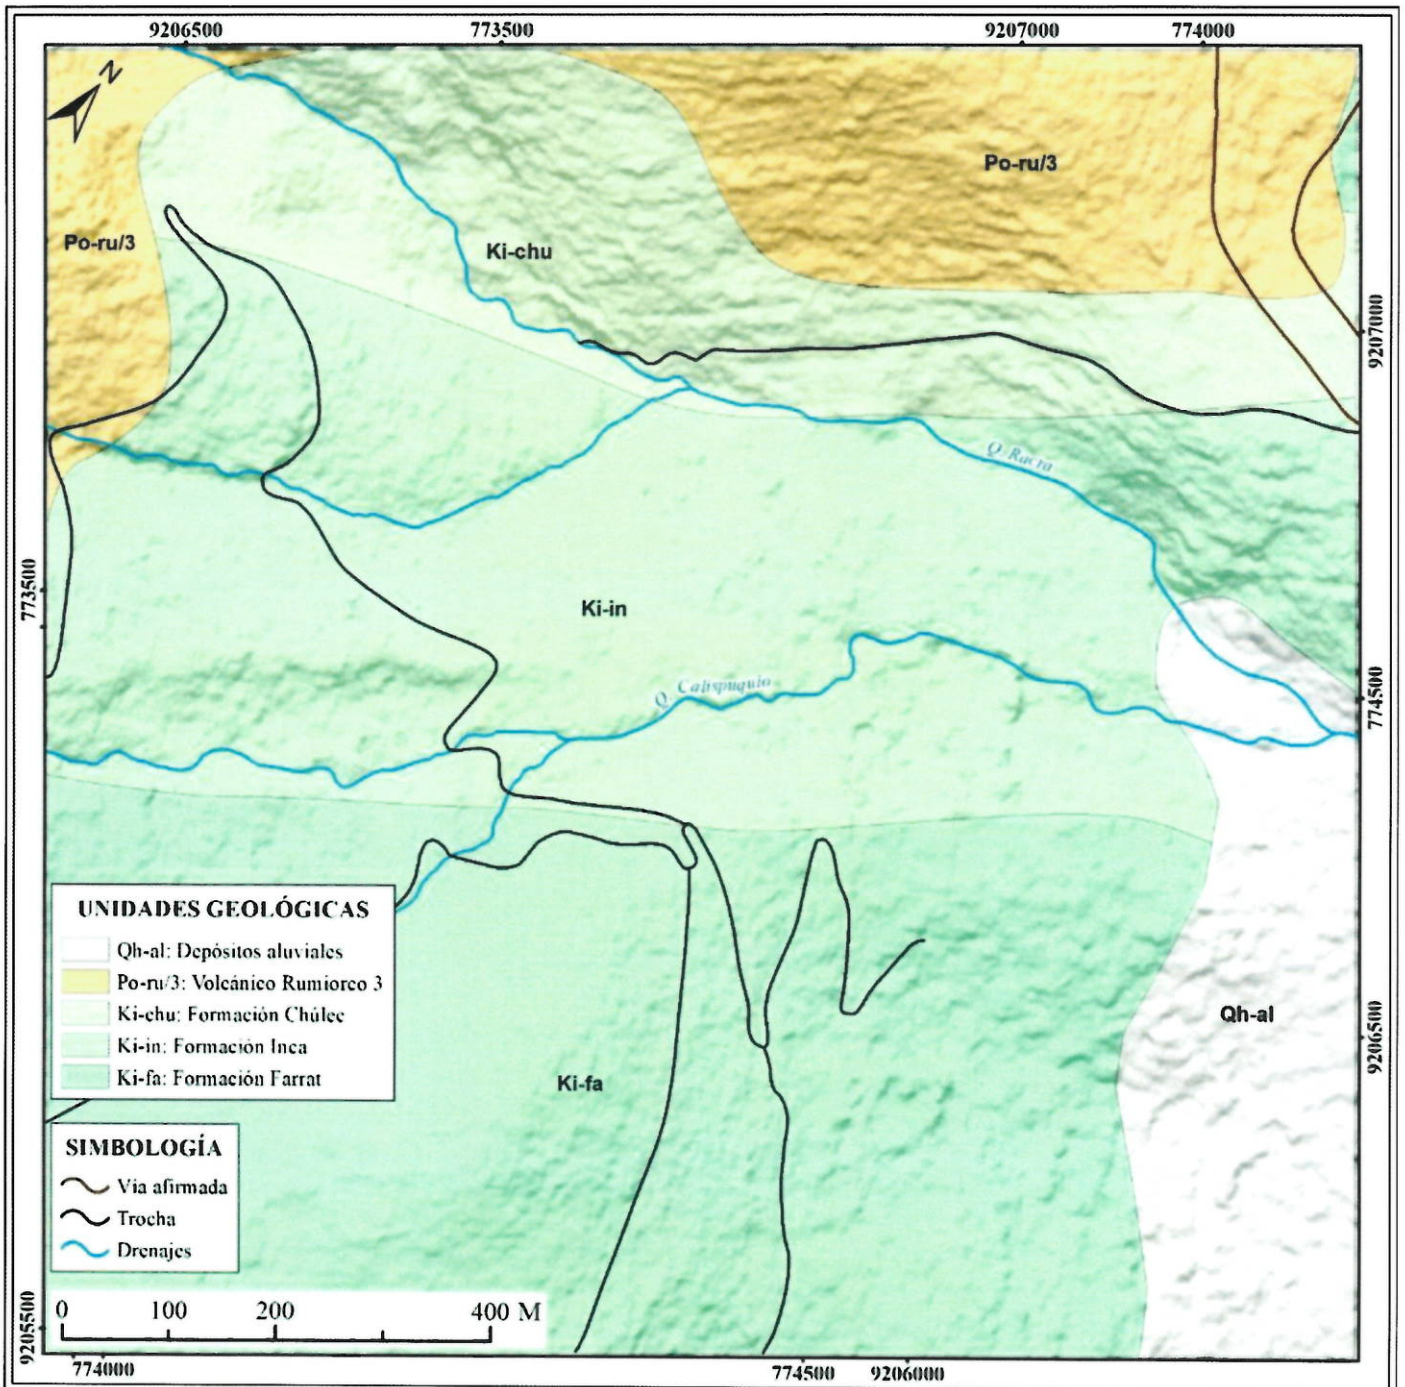 9206500 773500 9207000 774000
N
Po-ru/3
Po-ru/3
Ki-chu
9207000
Q. Racra
773500
Ki-in
Q. Calispuquio
774500
UNIDADES GEOLÓGICAS
Qh-al: Depósitos aluviales
Po-ru/3: Volcánico Rumiorco 3
Ki-chu: Formación Chúlec
Ki-in: Formación Inca
Ki-fa: Formación Farrat
Qh-al
9206500
Ki-fa
SIMBOLOGÍA
Vía afirmada
Trocha
Drenajes
0 100 200 400 M
9205500
774000 774500 9206000